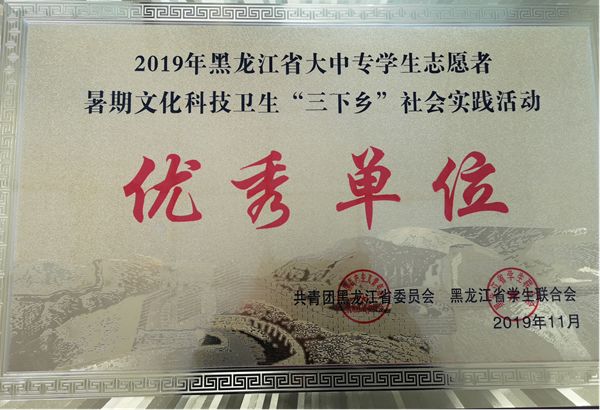 2019年黑龙江省大中专学生志愿者
暑期文化科技卫生“三下乡”社会实践活动
优秀单位
共青团黑龙江省委员会 黑龙江省学生联合会
2019年11月